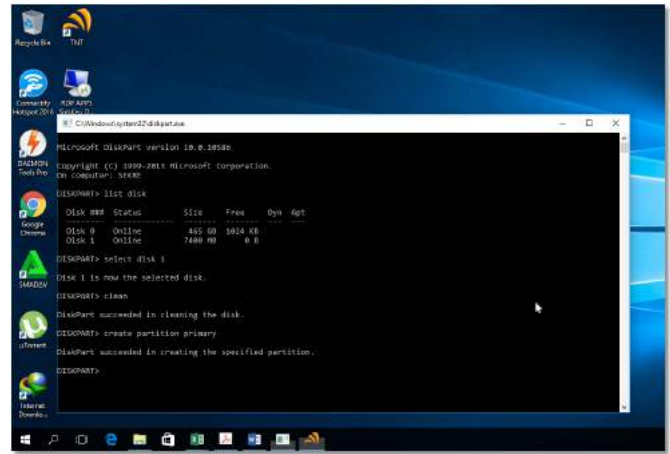 Recycle Bin
TNT
Connectify
Hotspot 2016
RDP APPS
C:\Windows\system32\diskpart.exe
Microsoft DiskPart version 10.0.10586
Copyright (C) 1999-2013 Microsoft Corporation.
On computer:
DISKPART> list disk
Disk ### Status Size Free Dyn Gpt
Disk 0 Online 465 GB 1024 KB
Disk 1 Online 7400 MB 0 B
DISKPART> select disk 1
Disk 1 is now the selected disk.
DISKPART> clean
DiskPart succeeded in cleaning the disk.
DISKPART> create partition primary
DiskPart succeeded in creating the specified partition.
DISKPART>
DAEMON
Tools Pro
Google
Chrome
SMADAV
µTorrent
Internet
Downlo...